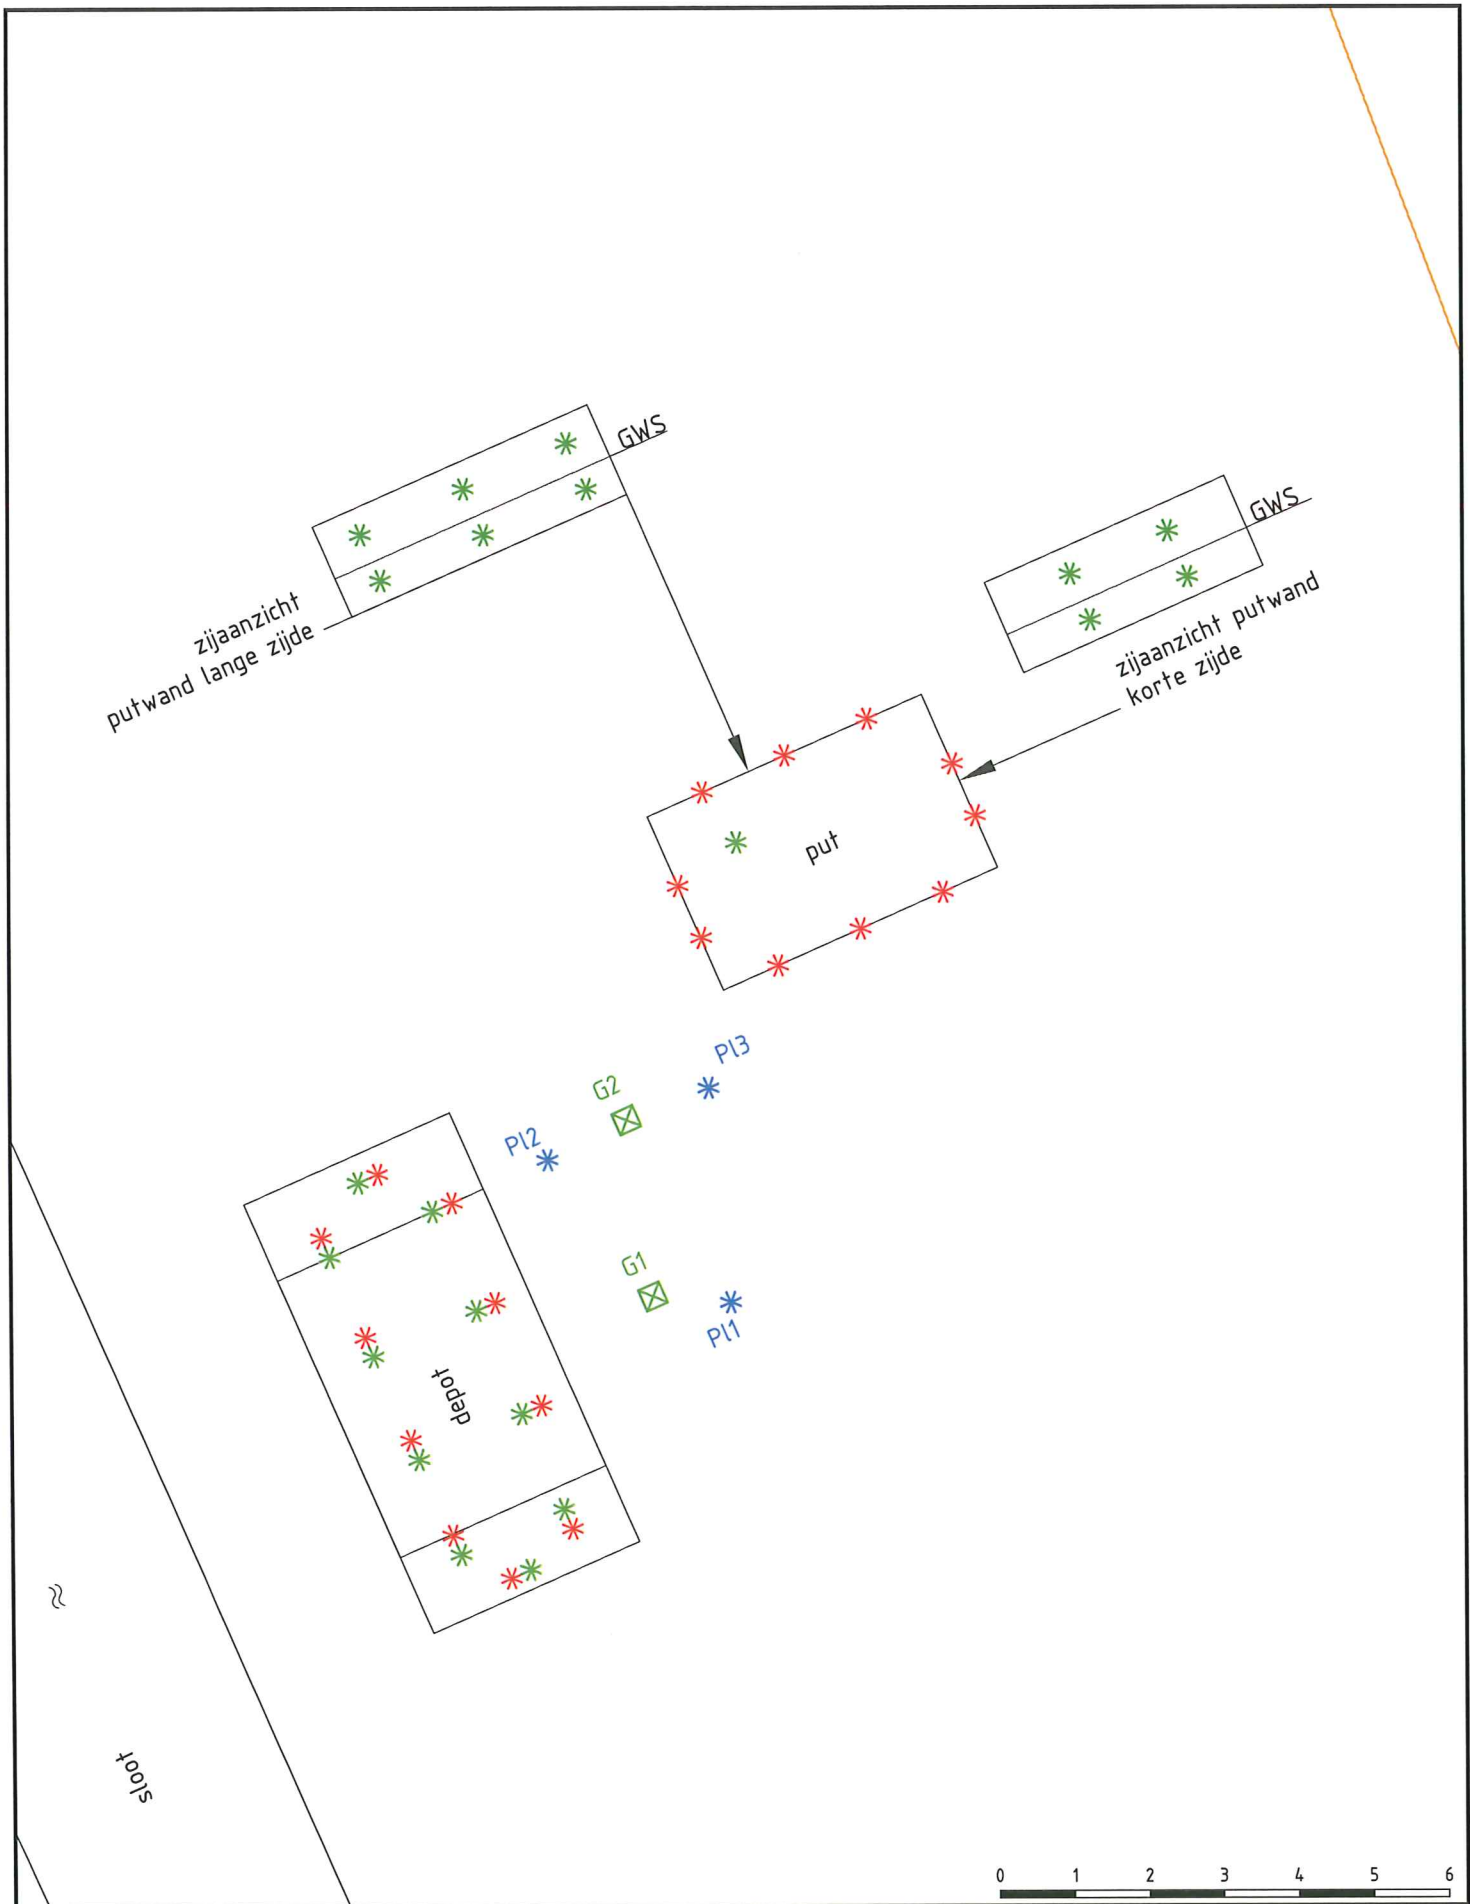 GWS
zijaanzicht
putwand lange zijde
GWS
zijaanzicht putwand
korte zijde
put
Pl3
G2
Pl2
G1
Pl1
depot
sloot
0 1 2 3 4 5 6